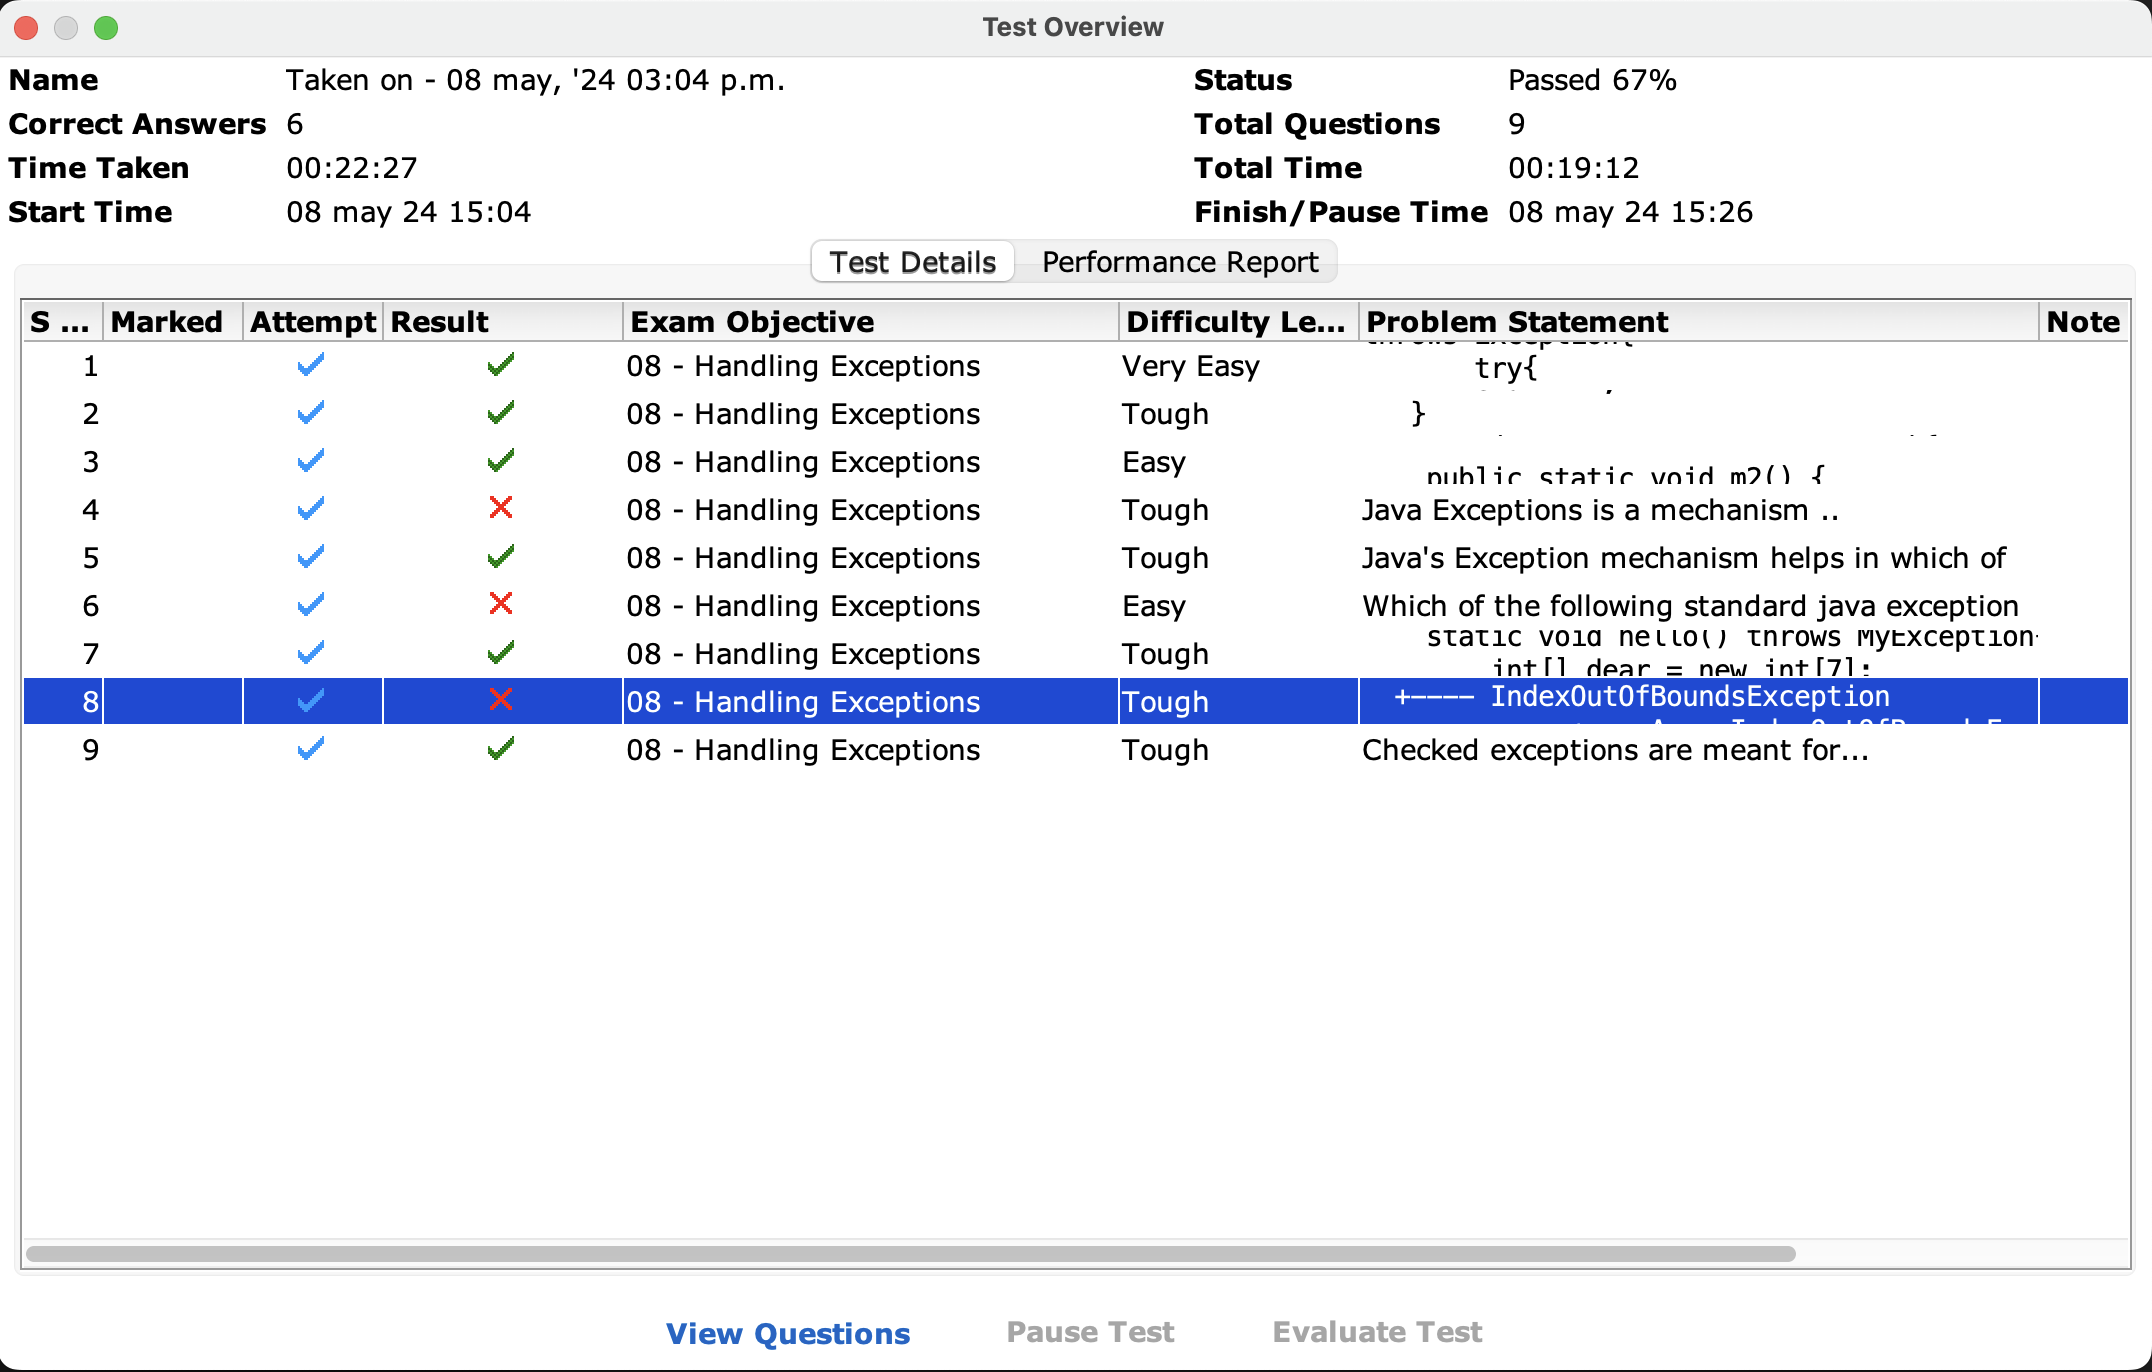 Test Overview
Name Taken on - 08 may, '24 03:04 p.m. Status Passed 67%
Correct Answers 6 Total Questions 9
Time Taken 00:22:27 Total Time 00:19:12
Start Time 08 may 24 15:04 Finish/Pause Time 08 may 24 15:26
Test Details Performance Report
S ... Marked Attempt Result Exam Objective Difficulty Le... Problem Statement Note
throws Exception{
1 08 - Handling Exceptions Very Easy try{
2 08 - Handling Exceptions Tough }
3 08 - Handling Exceptions Easy public static void m2() {
4 08 - Handling Exceptions Tough Java Exceptions is a mechanism ..
5 08 - Handling Exceptions Tough Java's Exception mechanism helps in which of
6 08 - Handling Exceptions Easy Which of the following standard java exception
static void hello() throws MyException
7 08 - Handling Exceptions Tough int[] dear = new int[7];
8 08 - Handling Exceptions Tough +---- IndexOutOfBoundsException
9 08 - Handling Exceptions Tough Checked exceptions are meant for...
View Questions Pause Test Evaluate Test